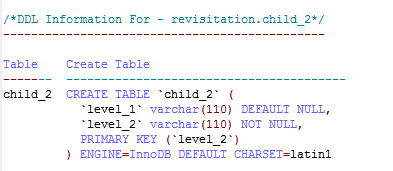 /*DDL Information For - revisitation.child_2*/
----------------------------------------------
Table Create Table
------- ----------------------------------------
child_2 CREATE TABLE `child_2` (
`level_1` varchar(110) DEFAULT NULL,
`level_2` varchar(110) NOT NULL,
PRIMARY KEY (`level_2`)
) ENGINE=InnoDB DEFAULT CHARSET=latin1